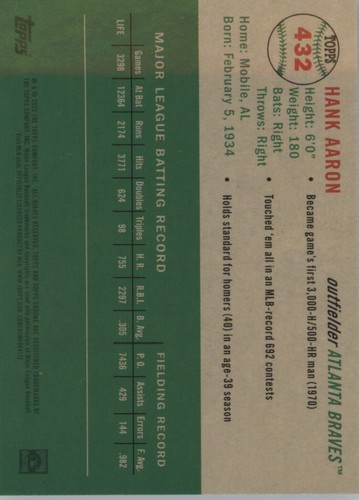 TOPPS
432
HANK AARON
outfielder ATLANTA BRAVES™
Height: 6'0" Weight: 180
Bats: Right Throws: Right
Home: Mobile, AL
Born: February 5, 1934
• Became game's first 3,000-H/500-HR man (1970)
• Touched 'em all in an MLB-record 692 contests
• Holds standard for homers (40) in an age-39 season
MAJOR LEAGUE BATTING RECORD FIELDING RECORD
Games At Bat Runs Hits Doubles Triples H. R. R.B.I. B. Avg. P. O. Assists Errors F. Avg.
LIFE 3298 12364 2174 3771 624 98 755 2297 .305 7436 429 144 .982
Topps